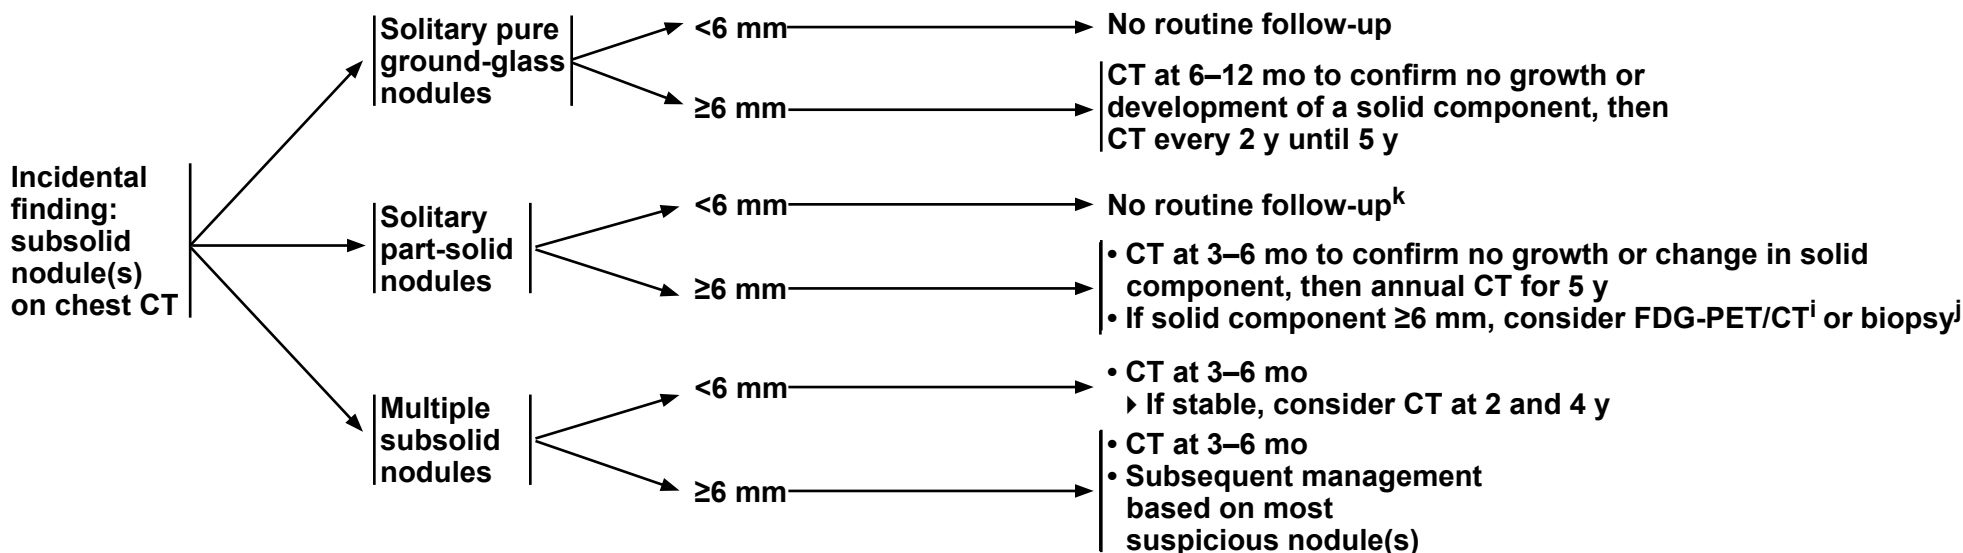 Incidental
finding:
subsolid
nodule(s)
on chest CT
Solitary pure
ground-glass
nodules
<6 mm
No routine follow-up
≥6 mm
CT at 6–12 mo to confirm no growth or
development of a solid component, then
CT every 2 y until 5 y
Solitary
part-solid
nodules
<6 mm
No routine follow-upᵏ
≥6 mm
• CT at 3–6 mo to confirm no growth or change in solid
component, then annual CT for 5 y
• If solid component ≥6 mm, consider FDG-PET/CTⁱ or biopsyʲ
Multiple
subsolid
nodules
<6 mm
• CT at 3–6 mo
▸ If stable, consider CT at 2 and 4 y
≥6 mm
• CT at 3–6 mo
• Subsequent management
based on most
suspicious nodule(s)